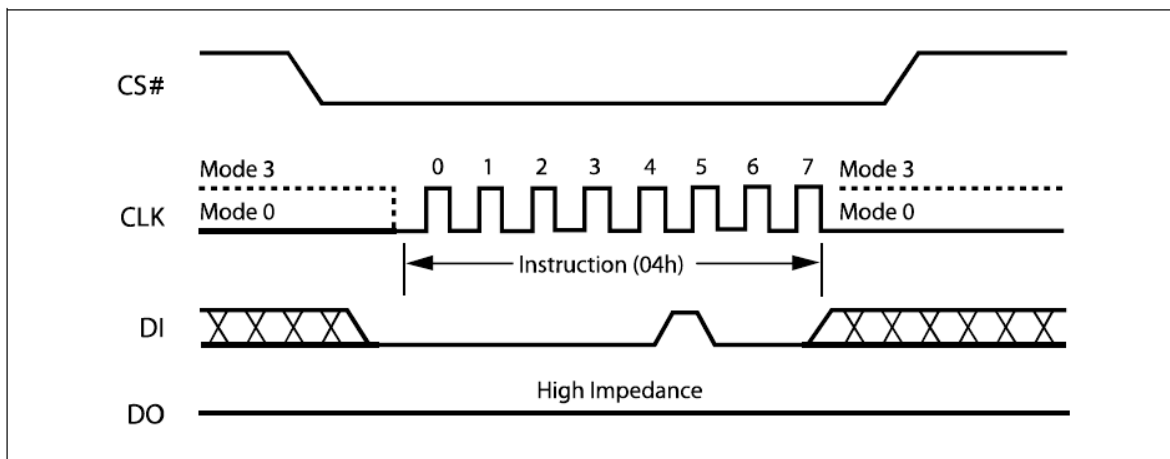 CS#
Mode 3 0 1 2 3 4 5 6 7 Mode 3
CLK Mode 0 Mode 0
Instruction (04h)
DI
High Impedance
DO